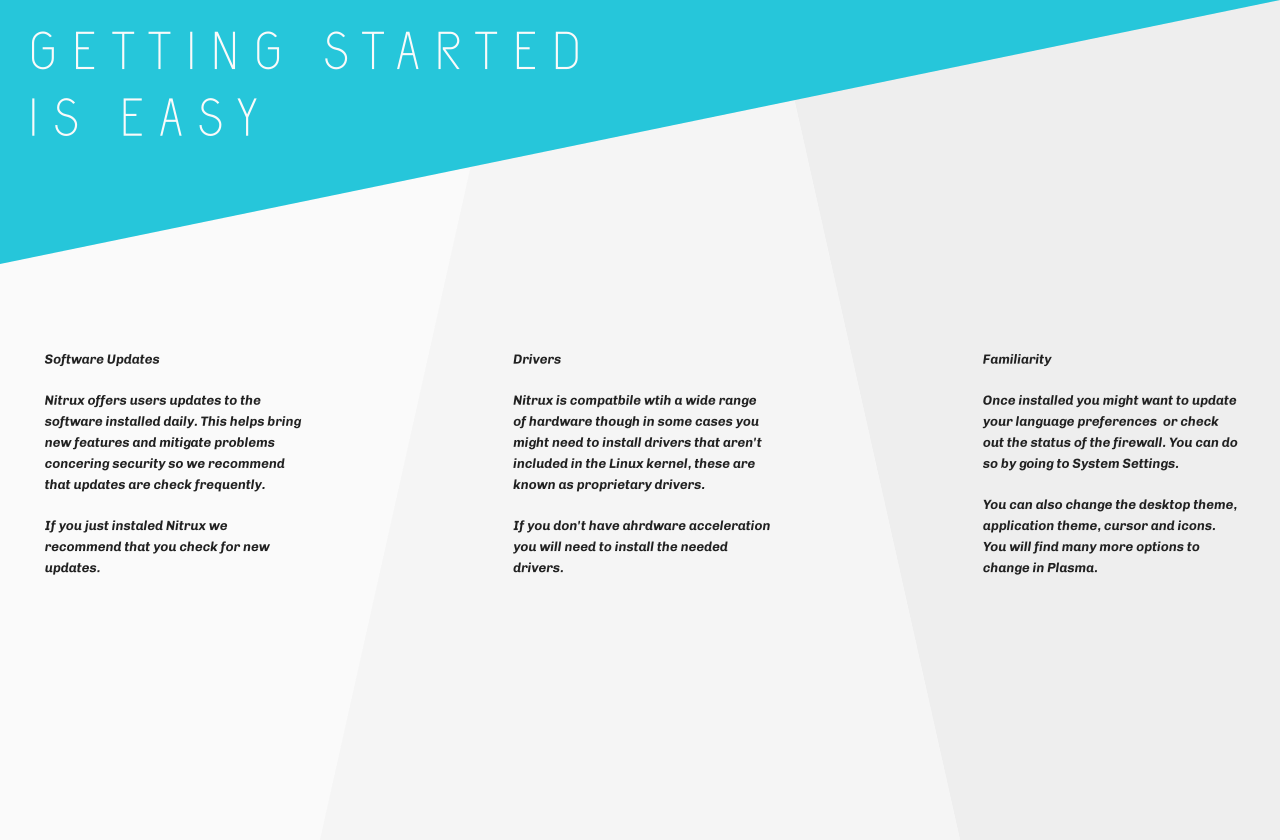 GETTING STARTED
IS EASY
Software Updates
Nitrux offers users updates to the
software installed daily. This helps bring
new features and mitigate problems
concering security so we recommend
that updates are check frequently.
If you just instaled Nitrux we
recommend that you check for new
updates.
Drivers
Nitrux is compatbile wtih a wide range
of hardware though in some cases you
might need to install drivers that aren't
included in the Linux kernel, these are
known as proprietary drivers.
If you don't have ahrdware acceleration
you will need to install the needed
drivers.
Familiarity
Once installed you might want to update
your language preferences  or check
out the status of the firewall. You can do
so by going to System Settings.
You can also change the desktop theme,
application theme, cursor and icons.
You will find many more options to
change in Plasma.